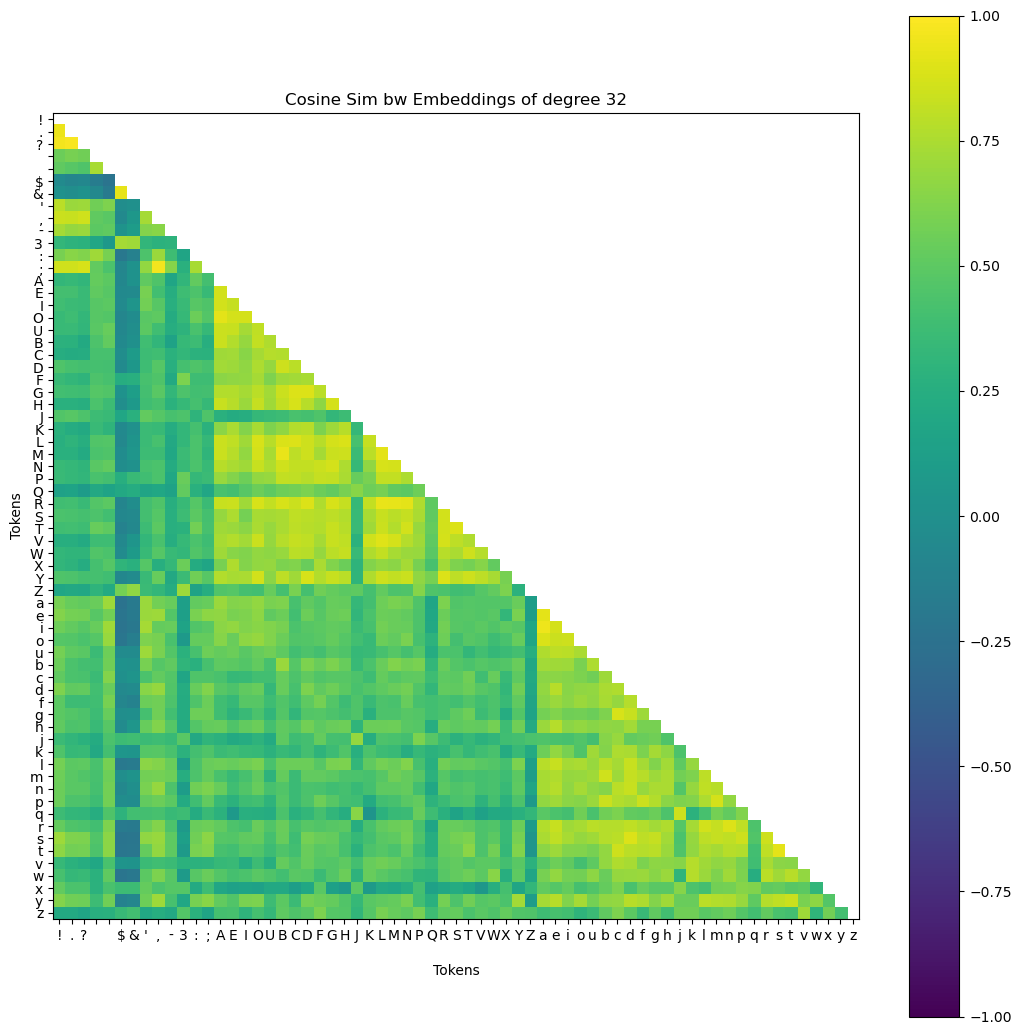 Cosine Sim bw Embeddings of degree 32
Tokens
!
.
?
$
&
'
,
-
3
:
;
A
E
I
O
U
B
C
D
F
G
H
J
K
L
M
N
P
Q
R
S
T
V
W
X
Y
Z
a
e
i
o
u
b
c
d
f
g
h
j
k
l
m
n
p
q
r
s
t
v
w
x
y
z
! . ? $ & ' , - 3 : ; A E I O U B C D F G H J K L M N P Q R S T V W X Y Z a e i o u b c d f g h j k l m n p q r s t v w x y z
Tokens
1.00
0.75
0.50
0.25
0.00
−0.25
−0.50
−0.75
−1.00